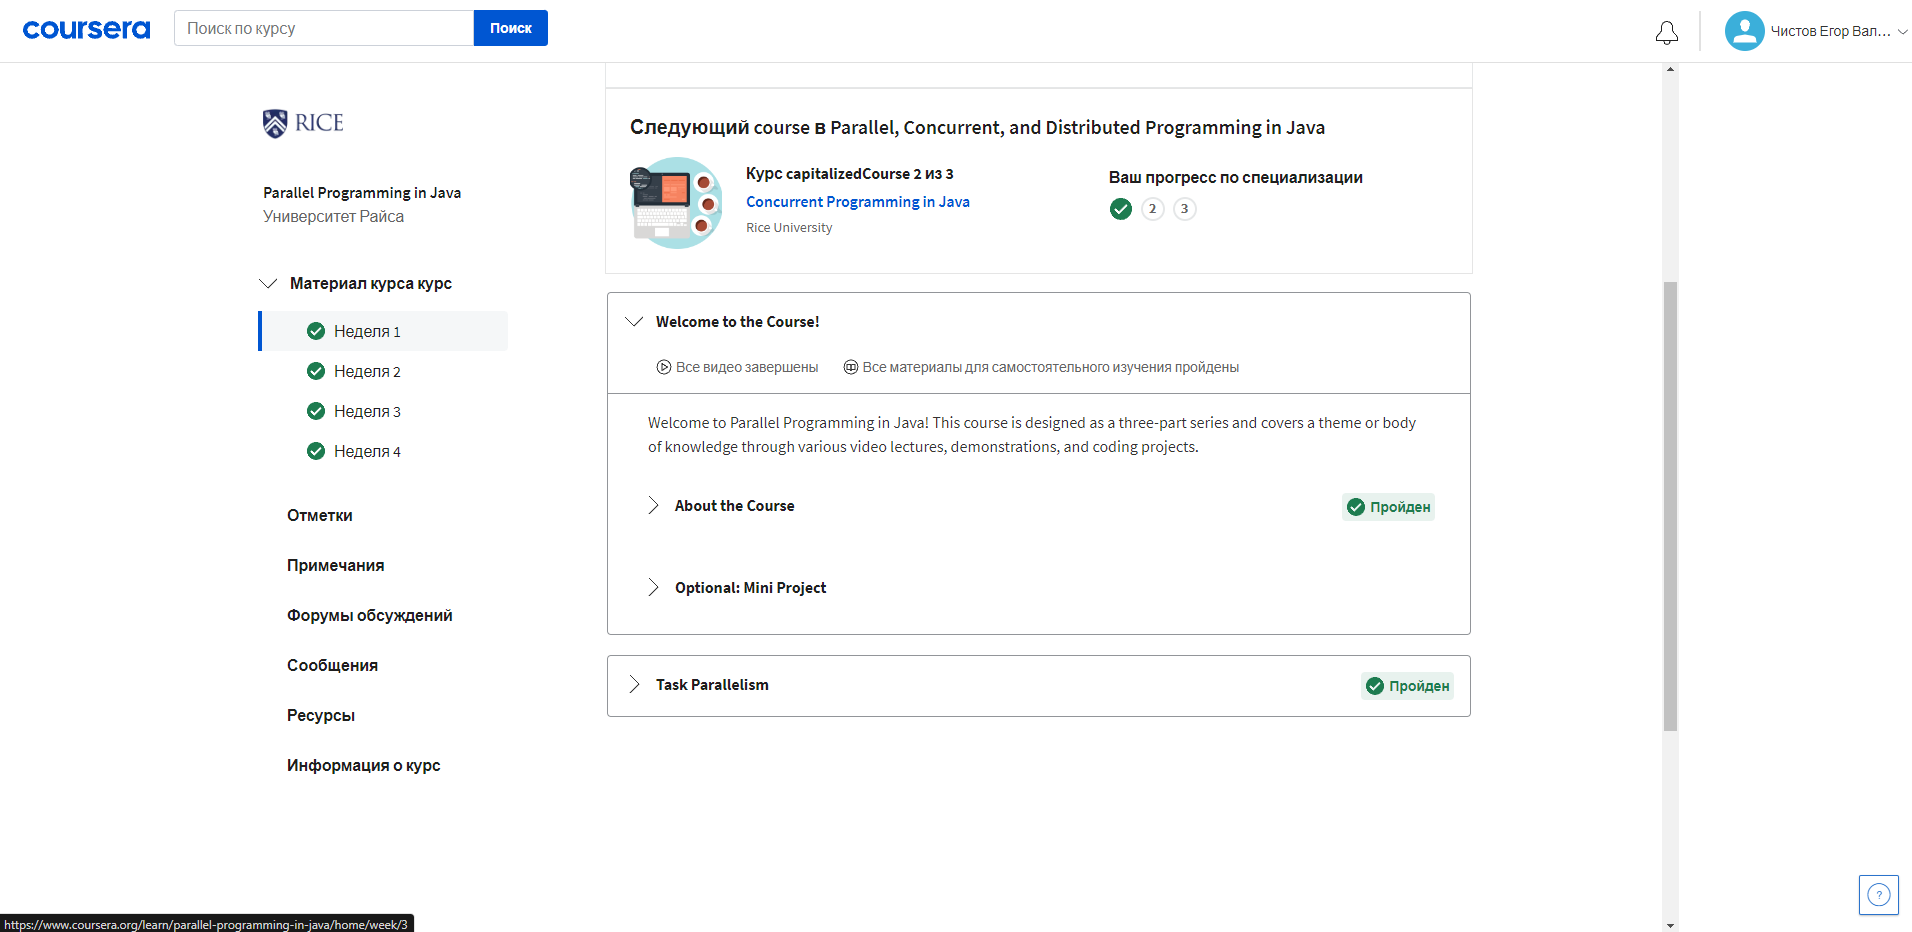 coursera
Поиск по курсу
Поиск
Чистов Егор Вал...
RICE
Parallel Programming in Java
Университет Райса
Материал курса курс
Неделя 1
Неделя 2
Неделя 3
Неделя 4
Отметки
Примечания
Форумы обсуждений
Сообщения
Ресурсы
Информация о курс
Следующий course в Parallel, Concurrent, and Distributed Programming in Java
Курс capitalizedCourse 2 из 3
Concurrent Programming in Java
Rice University
Ваш прогресс по специализации
2 3
Welcome to the Course!
Все видео завершены Все материалы для самостоятельного изучения пройдены
Welcome to Parallel Programming in Java! This course is designed as a three-part series and covers a theme or body
of knowledge through various video lectures, demonstrations, and coding projects.
About the Course Пройден
Optional: Mini Project
Task Parallelism Пройден
?
https://www.coursera.org/learn/parallel-programming-in-java/home/week/3